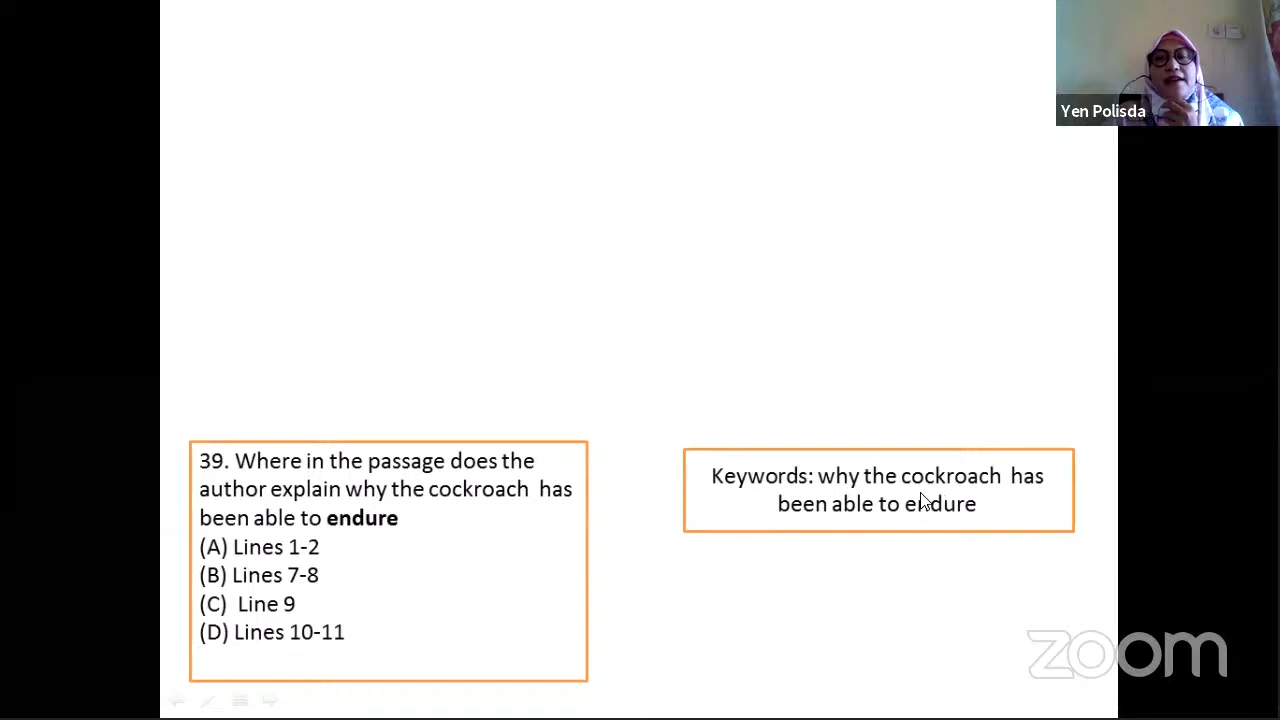 Yen Polisda
39. Where in the passage does the
author explain why the cockroach has
been able to endure
(A) Lines 1-2
(B) Lines 7-8
(C) Line 9
(D) Lines 10-11
Keywords: why the cockroach has
been able to endure
zoom